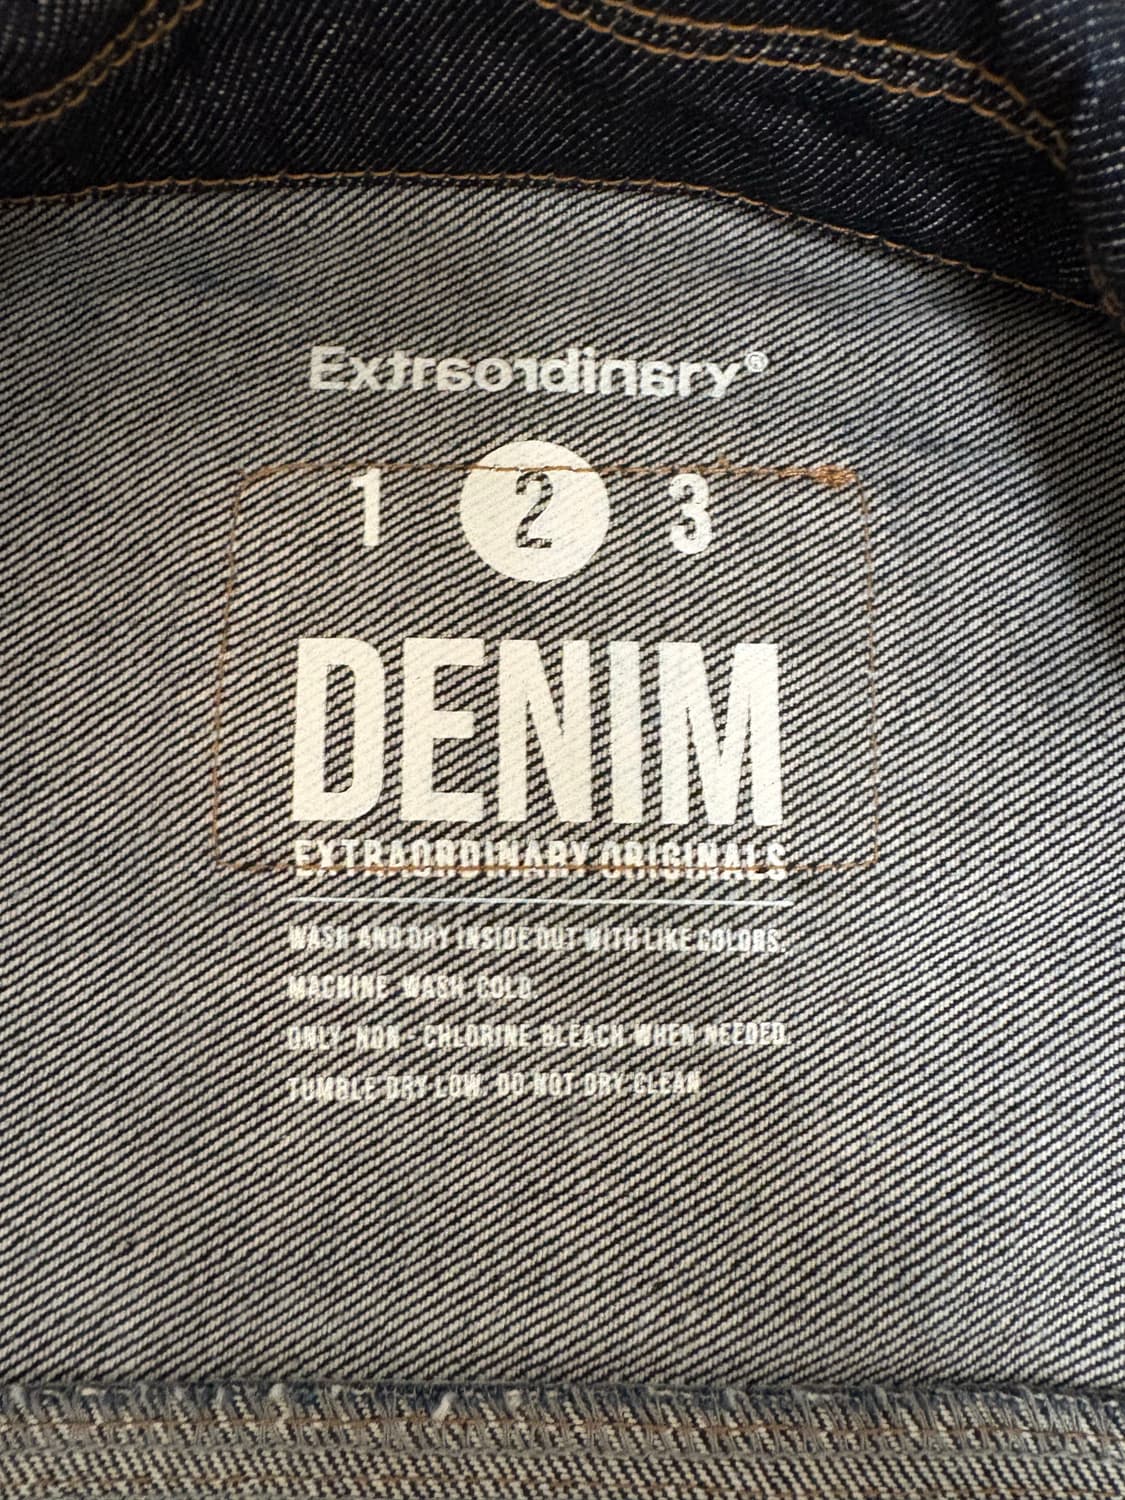 Extraordinary®
1 2 3
DENIM
EXTRAORDINARY ORIGINALS
WASH AND DRY INSIDE OUT WITH LIKE COLORS.
MACHINE WASH COLD.
ONLY NON-CHLORINE BLEACH WHEN NEEDED.
TUMBLE DRY LOW. DO NOT DRY CLEAN